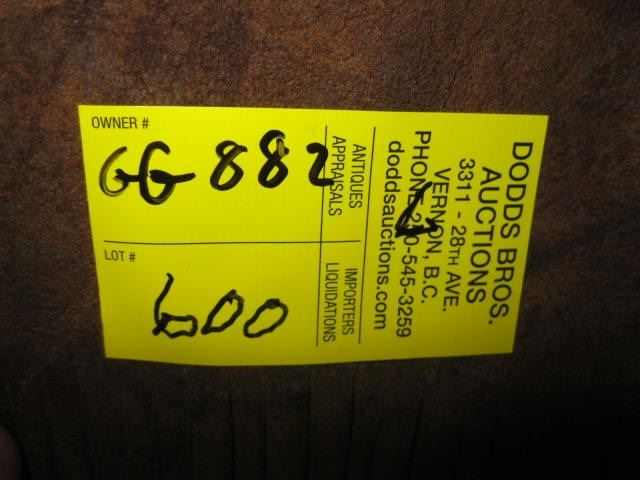 OWNER #
GG 882
LOT #
600
ANTIQUES
APPRAISALS
IMPORTERS
LIQUIDATIONS
DODDS BROS.
AUCTIONS
3311 - 28TH AVE.
VERNON, B.C.
545-3259
doddsauctions.com